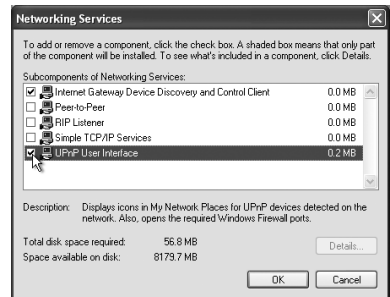 Networking Services
To add or remove a component, click the check box. A shaded box means that only part
of the component will be installed. To see what's included in a component, click Details.
Subcomponents of Networking Services:
Internet Gateway Device Discovery and Control Client 0.0 MB
Peer-to-Peer 0.0 MB
RIP Listener 0.0 MB
Simple TCP/IP Services 0.0 MB
UPnP User Interface 0.2 MB
Description: Displays icons in My Network Places for UPnP devices detected on the
network. Also, opens the required Windows Firewall ports.
Total disk space required: 56.8 MB
Space available on disk: 8179.7 MB
Details...
OK Cancel